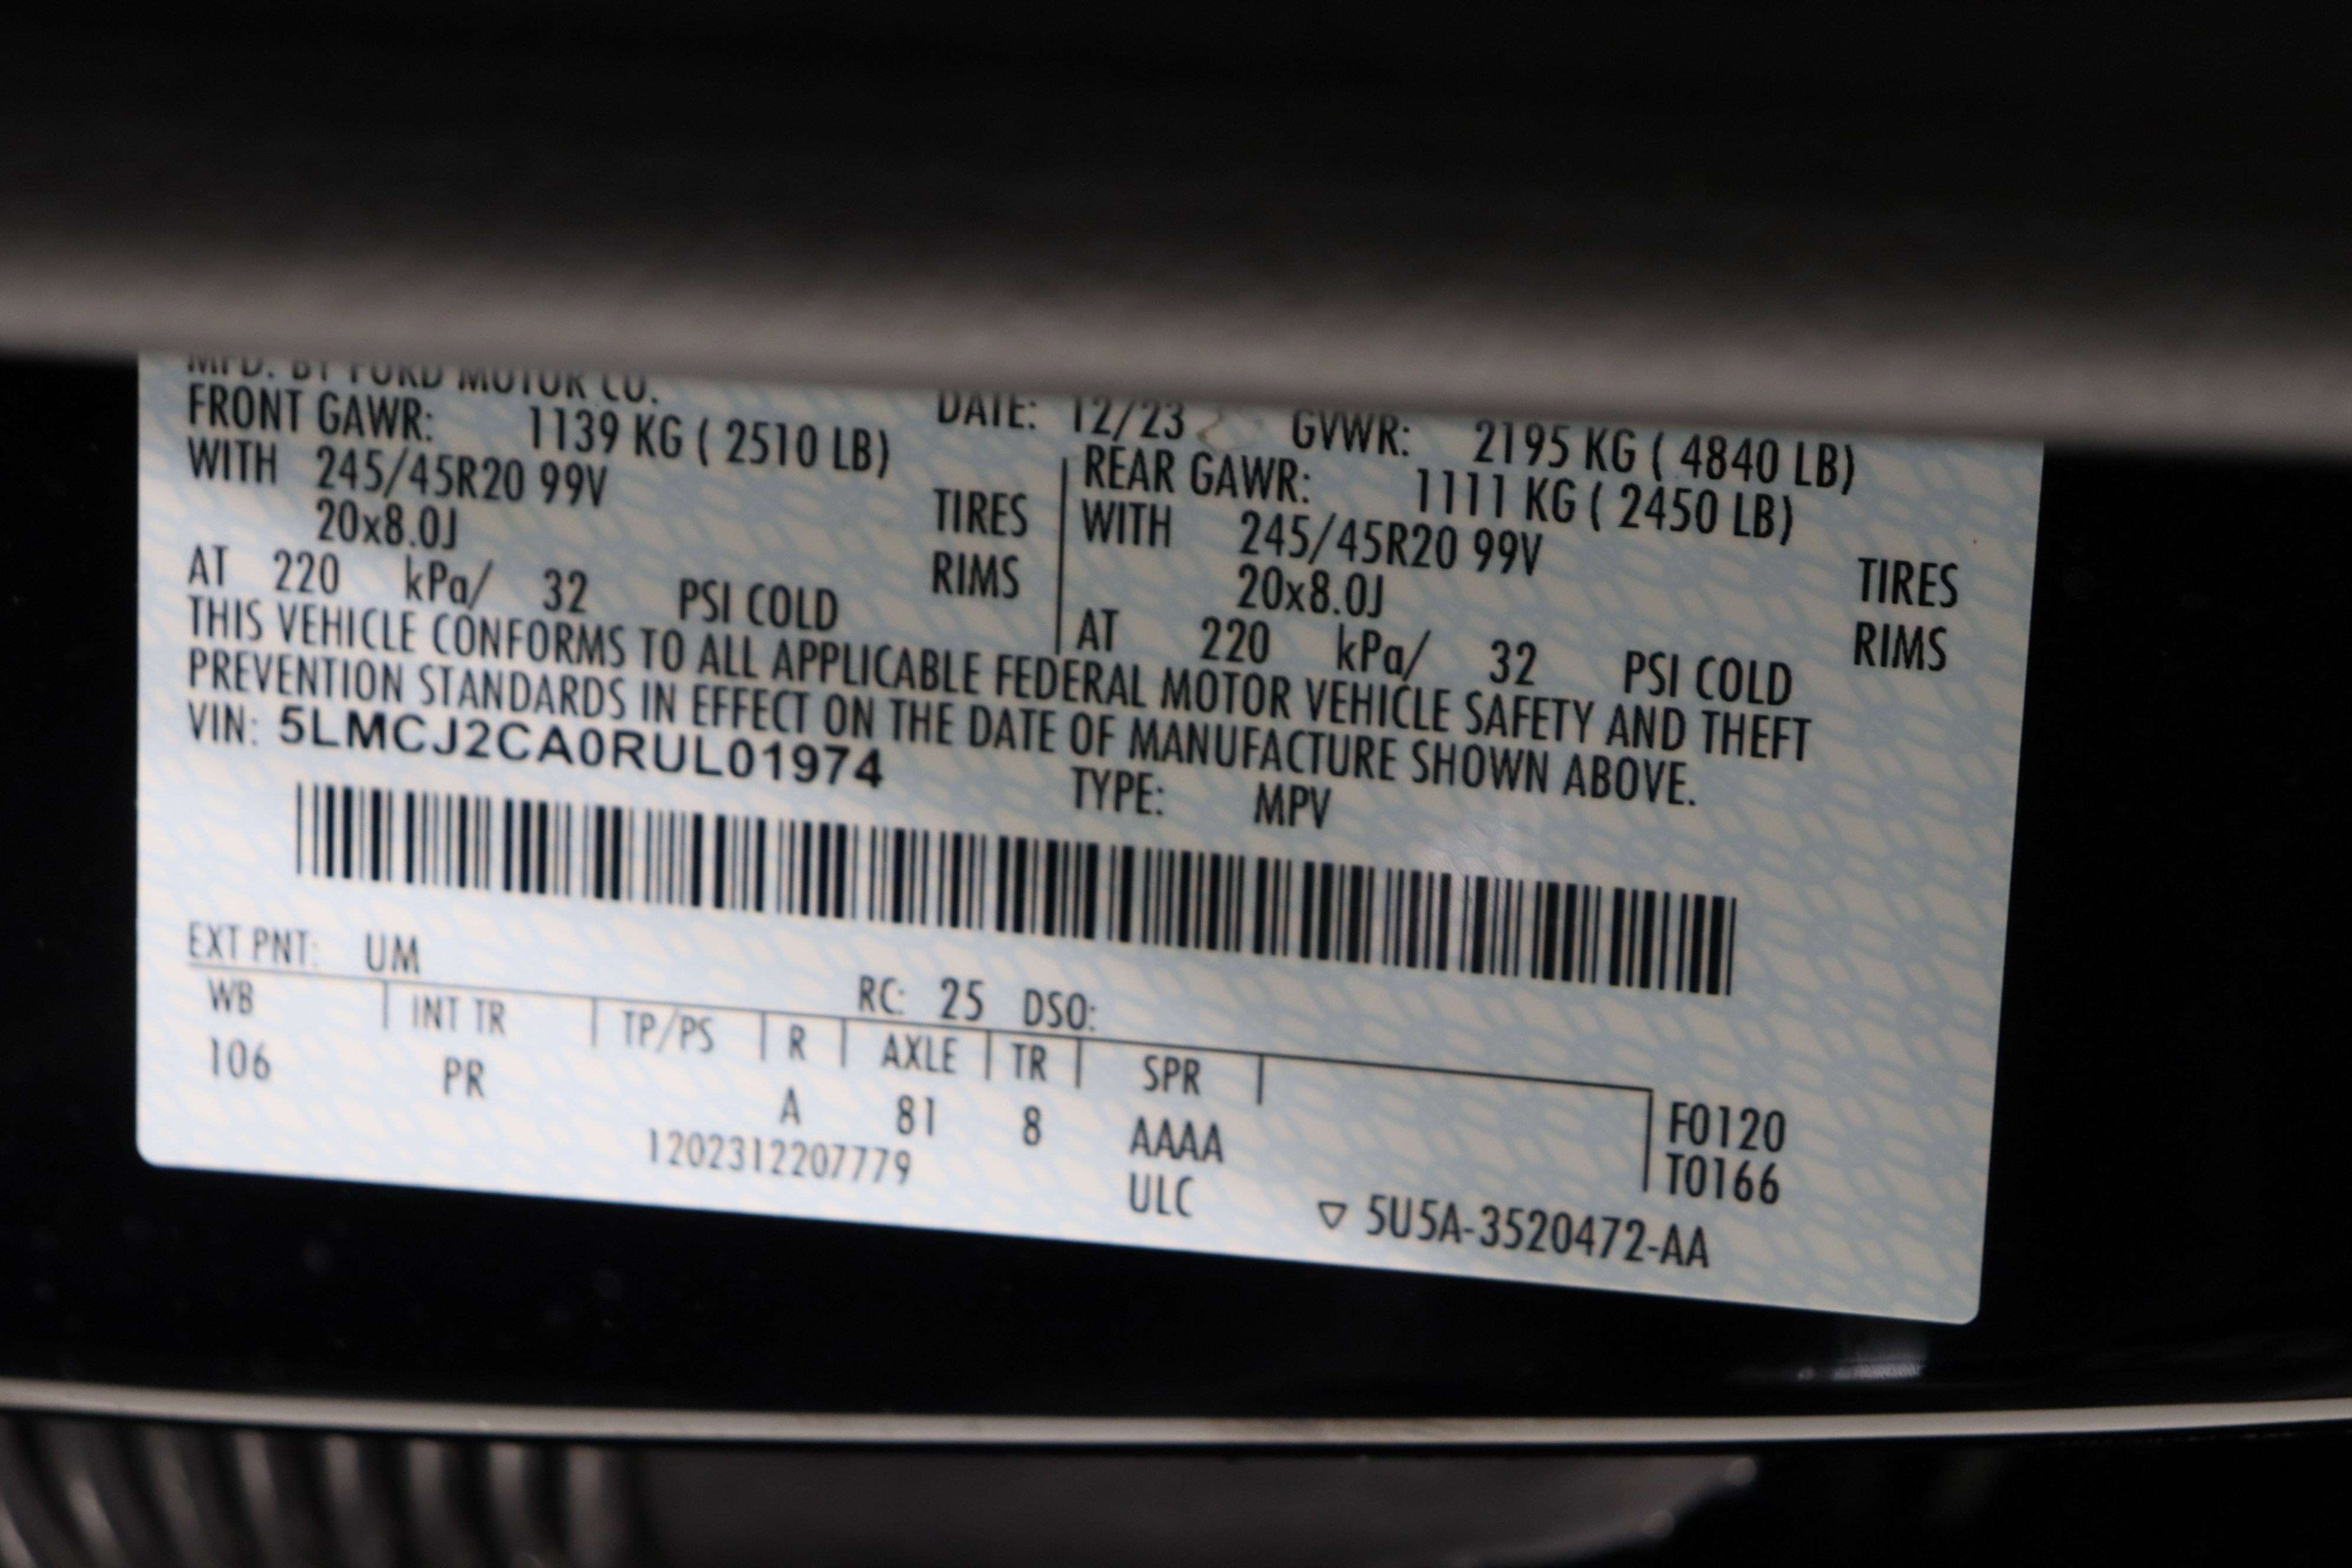 MFD. BY FORD MOTOR CO. DATE: 12/23 GVWR: 2195 KG ( 4840 LB)
FRONT GAWR: 1139 KG ( 2510 LB) REAR GAWR: 1111 KG ( 2450 LB)
WITH 245/45R20 99V TIRES WITH 245/45R20 99V TIRES
20x8.0J RIMS 20x8.0J RIMS
AT 220 kPa/ 32 PSI COLD AT 220 kPa/ 32 PSI COLD
THIS VEHICLE CONFORMS TO ALL APPLICABLE FEDERAL MOTOR VEHICLE SAFETY AND THEFT
PREVENTION STANDARDS IN EFFECT ON THE DATE OF MANUFACTURE SHOWN ABOVE.
VIN: 5LMCJ2CA0RUL01974 TYPE: MPV
EXT PNT: UM RC: 25 DSO:
WB INT TR TP/PS R AXLE TR SPR
106 PR A 81 8 AAAA F0120
1202312207779 ULC T0166
▽ 5U5A-3520472-AA